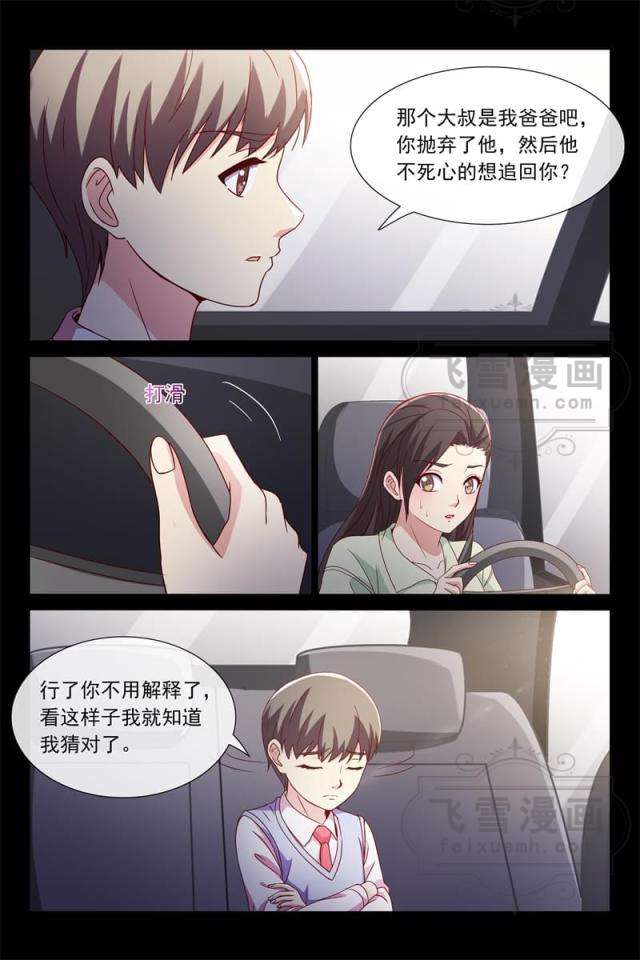 那个大叔是我爸爸吧，
你抛弃了他，然后他
不死心的想追回你？
打滑
飞雪漫画
feixuemh.com
行了你不用解释了，
看这样子我就知道
我猜对了。
飞雪漫画
feixuemh.com